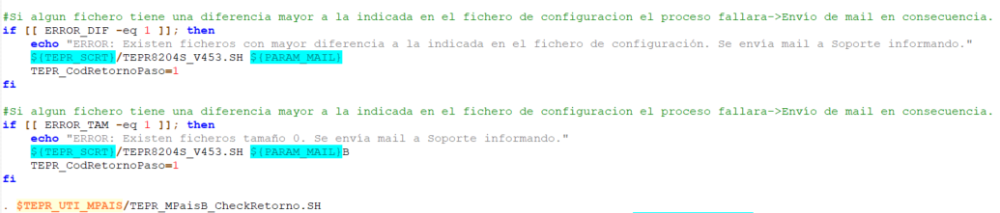 #Si algun fichero tiene una diferencia mayor a la indicada en el fichero de configuracion el proceso fallara->Envío de mail en consecuencia.
if [[ ERROR_DIF -eq 1 ]]; then
echo "ERROR: Existen ficheros con mayor diferencia a la indicada en el fichero de configuración. Se envía mail a Soporte informando."
${TEPR_SCRT}/TEPR8204S_V453.SH ${PARAM_MAIL}
TEPR_CodRetornoPaso=1
fi
#Si algun fichero tiene una diferencia mayor a la indicada en el fichero de configuracion el proceso fallara->Envío de mail en consecuencia.
if [[ ERROR_TAM -eq 1 ]]; then
echo "ERROR: Existen ficheros tamaño 0. Se envía mail a Soporte informando."
${TEPR_SCRT}/TEPR8204S_V453.SH ${PARAM_MAIL}B
TEPR_CodRetornoPaso=1
fi
. $TEPR_UTI_MPAIS/TEPR_MPaisB_CheckRetorno.SH